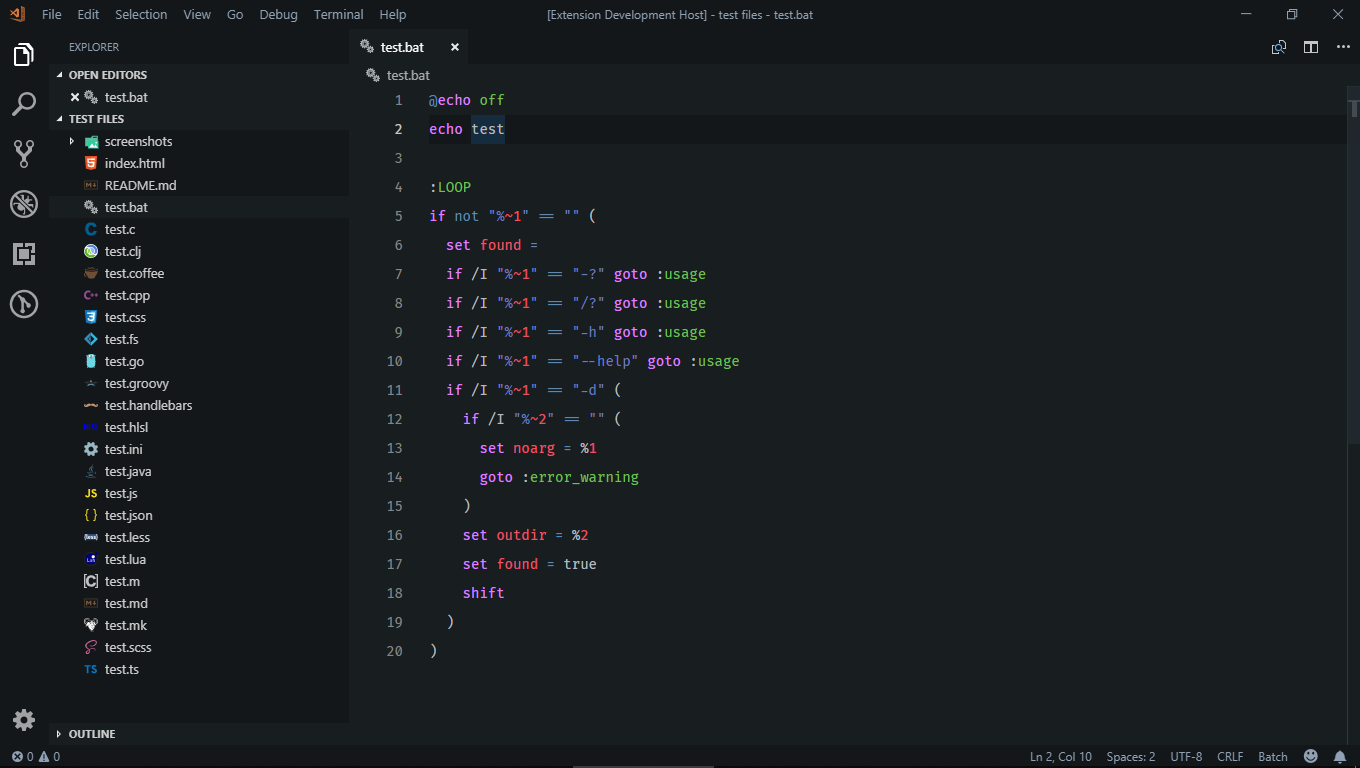 File Edit Selection View Go Debug Terminal Help [Extension Development Host] - test files - test.bat
EXPLORER
OPEN EDITORS
test.bat
TEST FILES
screenshots
index.html
README.md
test.bat
test.c
test.clj
test.coffee
test.cpp
test.css
test.fs
test.go
test.groovy
test.handlebars
test.hlsl
test.ini
test.java
JS test.js
test.json
test.less
test.lua
test.m
test.md
test.mk
test.scss
TS test.ts
OUTLINE
test.bat
test.bat
1 @echo off
2 echo test
3
4 :LOOP
5 if not "%~1" == "" (
6 set found =
7 if /I "%~1" == "-?" goto :usage
8 if /I "%~1" == "/?" goto :usage
9 if /I "%~1" == "-h" goto :usage
10 if /I "%~1" == "--help" goto :usage
11 if /I "%~1" == "-d" (
12 if /I "%~2" == "" (
13 set noarg = %1
14 goto :error_warning
15 )
16 set outdir = %2
17 set found = true
18 shift
19 )
20 )
0 0 Ln 2, Col 10 Spaces: 2 UTF-8 CRLF Batch